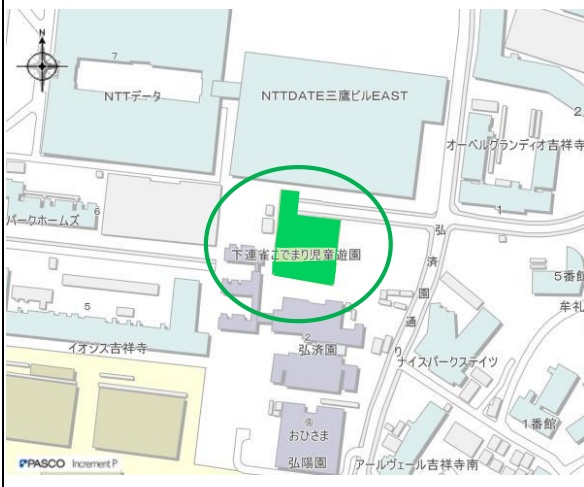 N
7
NTTデータ
NTTDATE三鷹ビルEAST
2
オーベルグランディオ吉祥寺
1
パークホームズ
6
下連雀こでまり児童遊園
弘済園通り
5番館
牟礼
5
イオシス吉祥寺
2
弘済園
ナイスパークステイツ
1番館
おひさま
弘陽園
アールヴェール吉祥寺南
PASCO Increment P